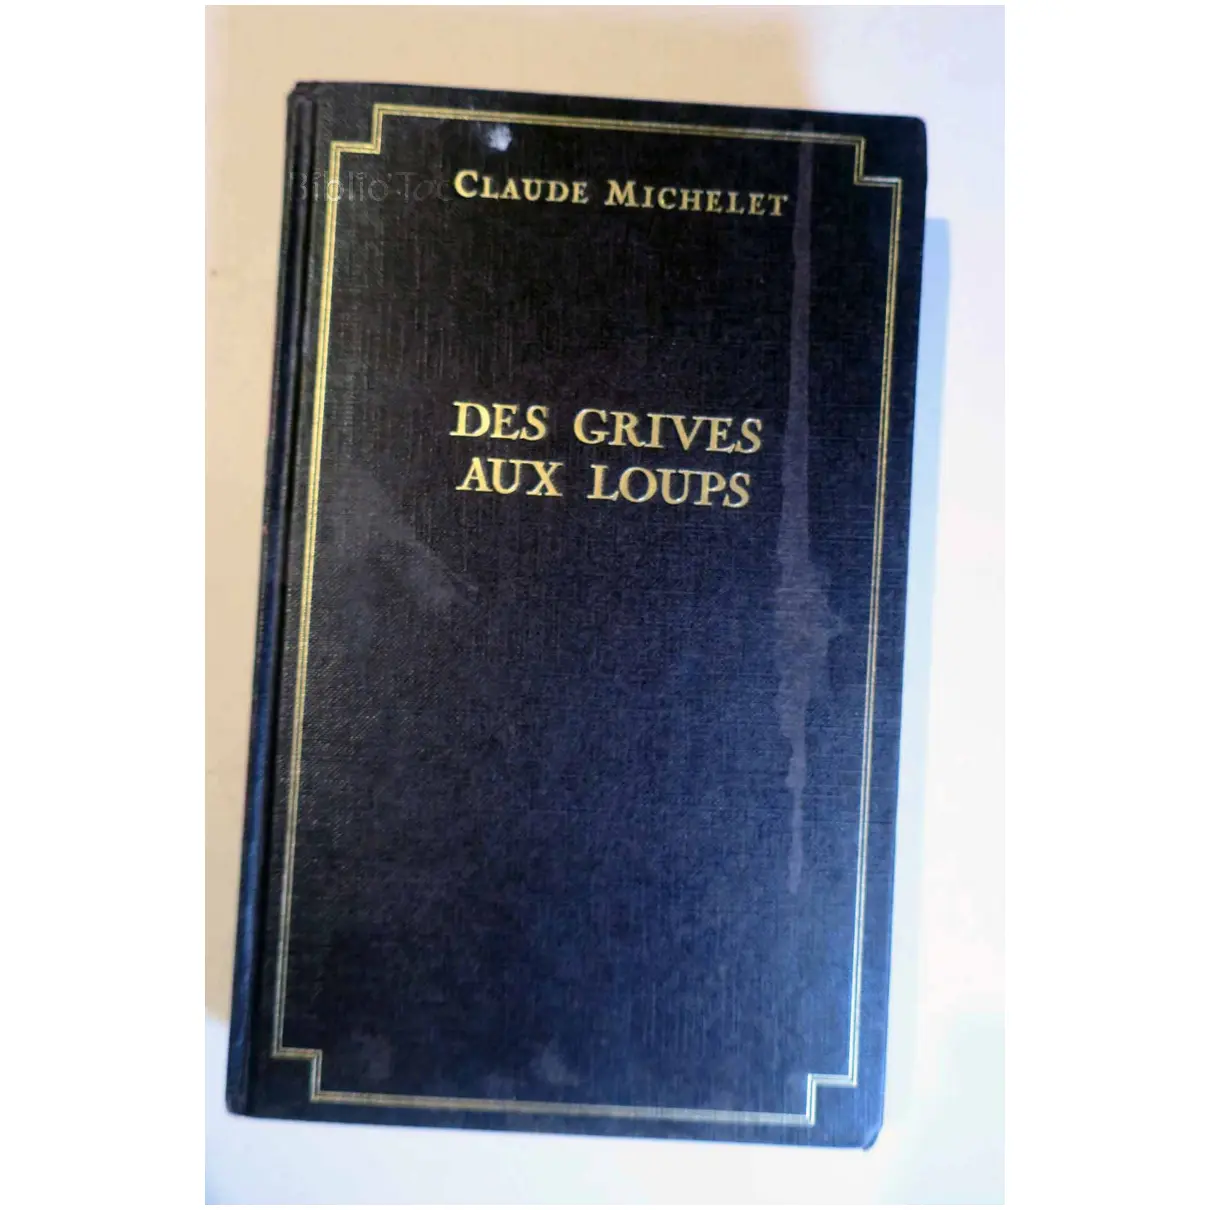 CLAUDE MICHELET
DES GRIVES
AUX LOUPS